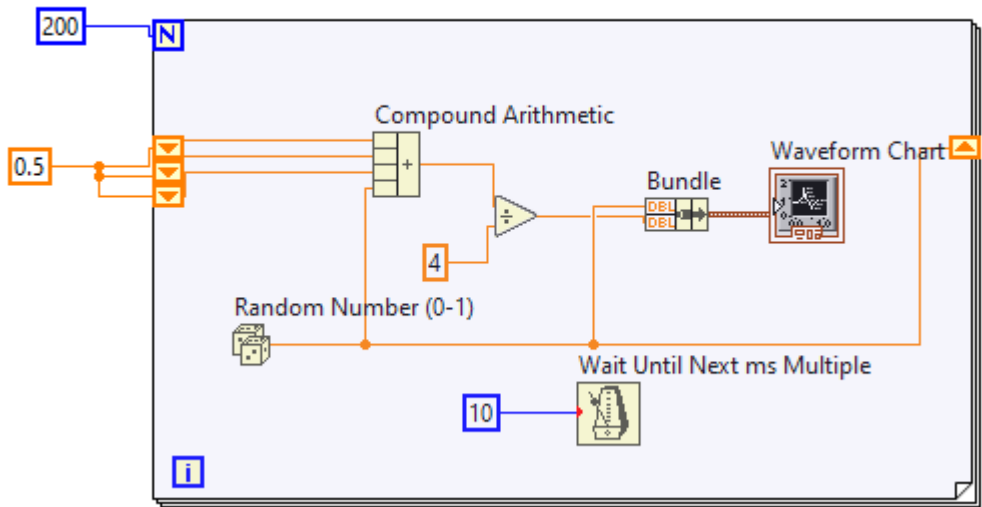 200
N
Compound Arithmetic
+
0.5
Waveform Chart
Bundle
DBL
DBL
÷
4
Random Number (0-1)
Wait Until Next ms Multiple
10
i